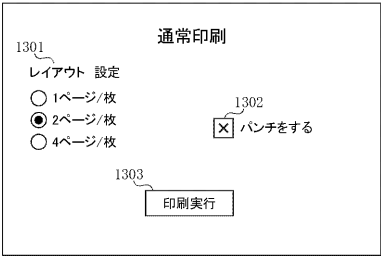 通常印刷
1301
レイアウト 設定
1ページ/枚
2ページ/枚
4ページ/枚
1302
パンチをする
1303
印刷実行